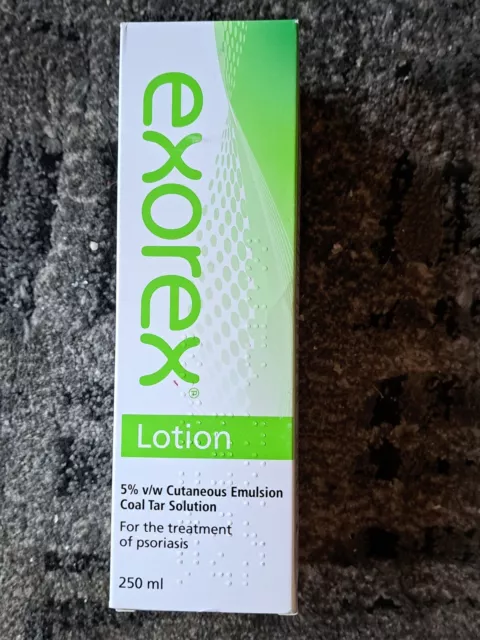 exorex®
Lotion
5% v/w Cutaneous Emulsion
Coal Tar Solution
For the treatment
of psoriasis
250 ml